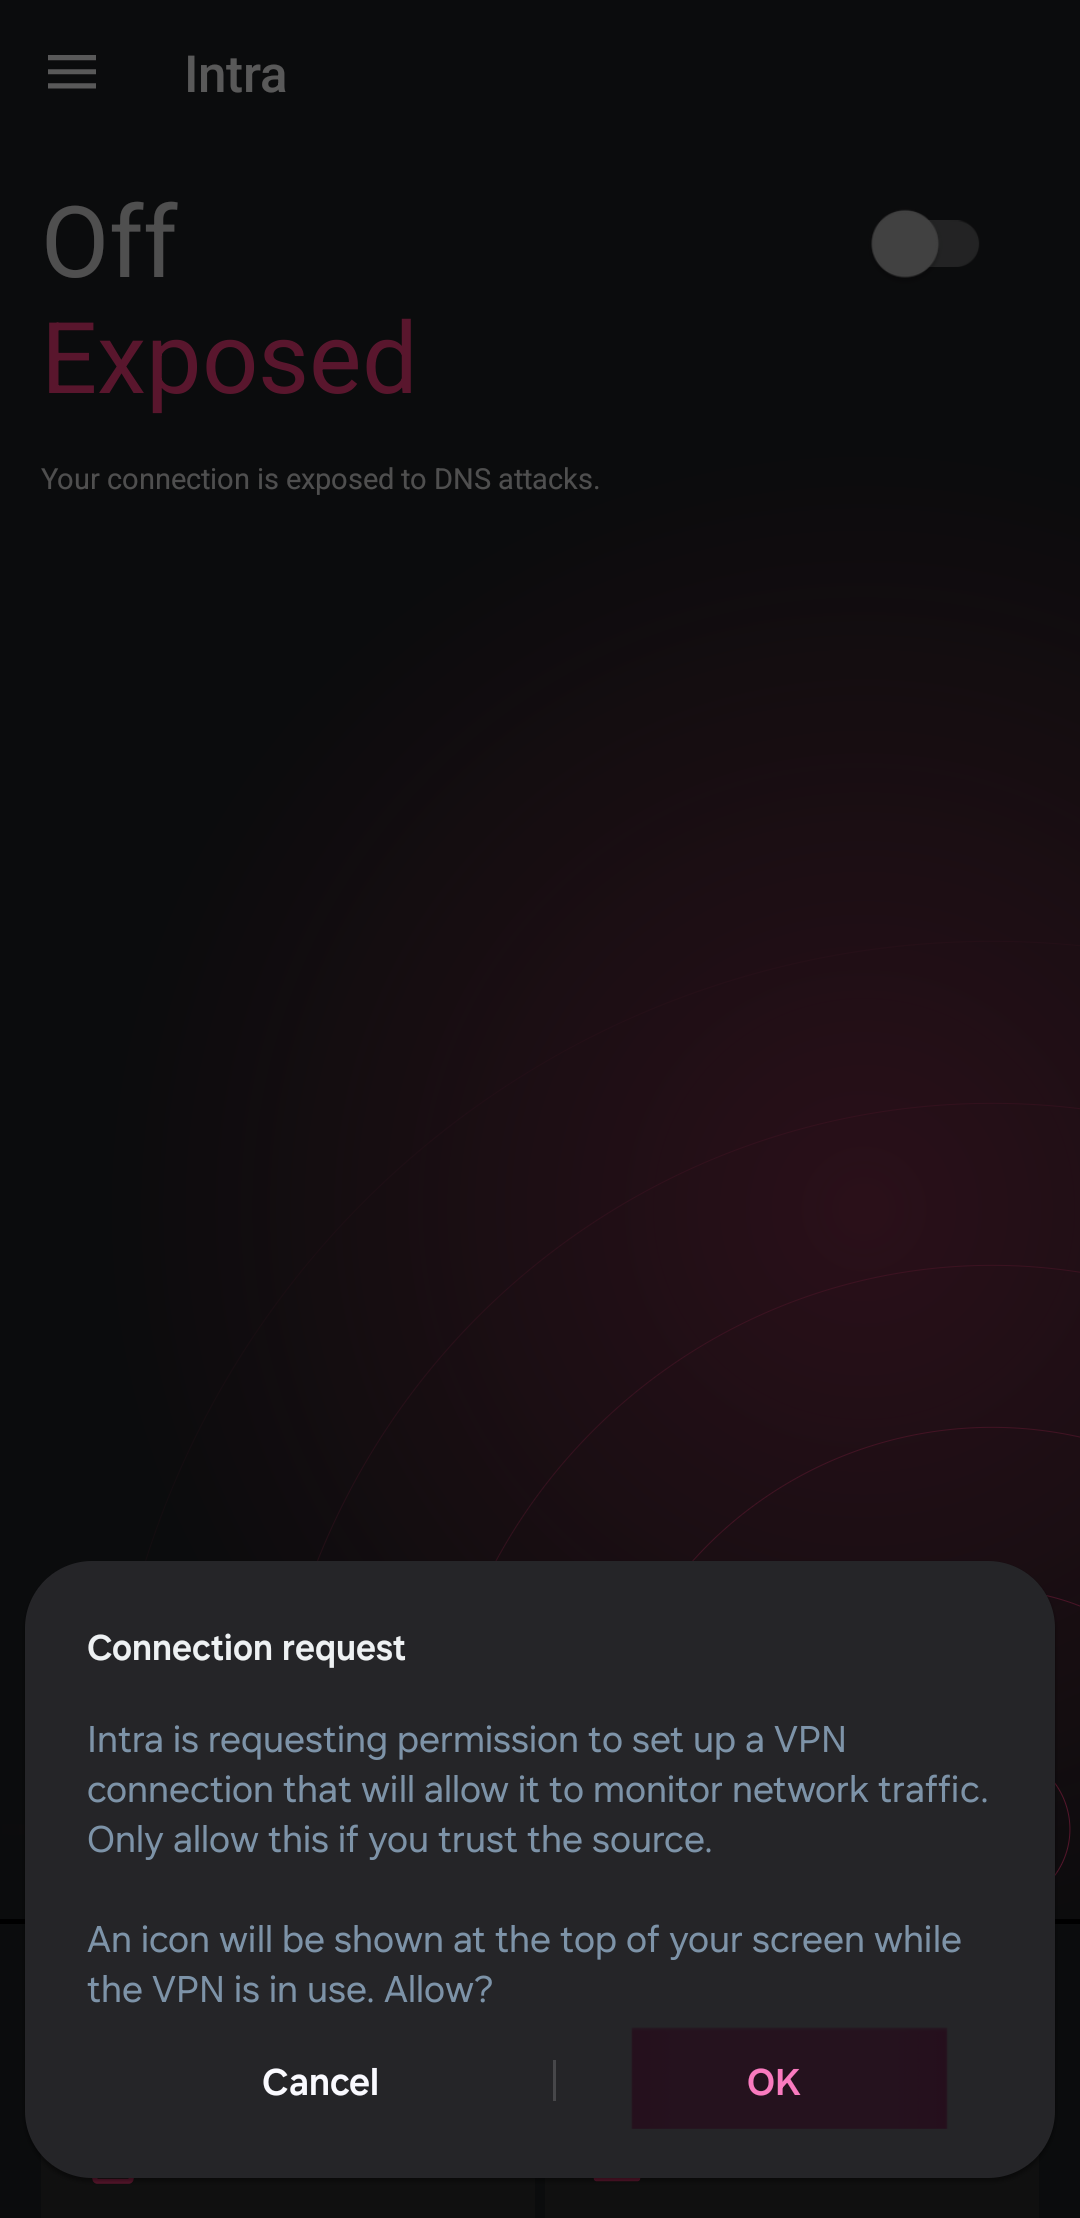 Intra
Off
Exposed
Your connection is exposed to DNS attacks.
Connection request
Intra is requesting permission to set up a VPN
connection that will allow it to monitor network traffic.
Only allow this if you trust the source.
An icon will be shown at the top of your screen while
the VPN is in use. Allow?
Cancel
OK